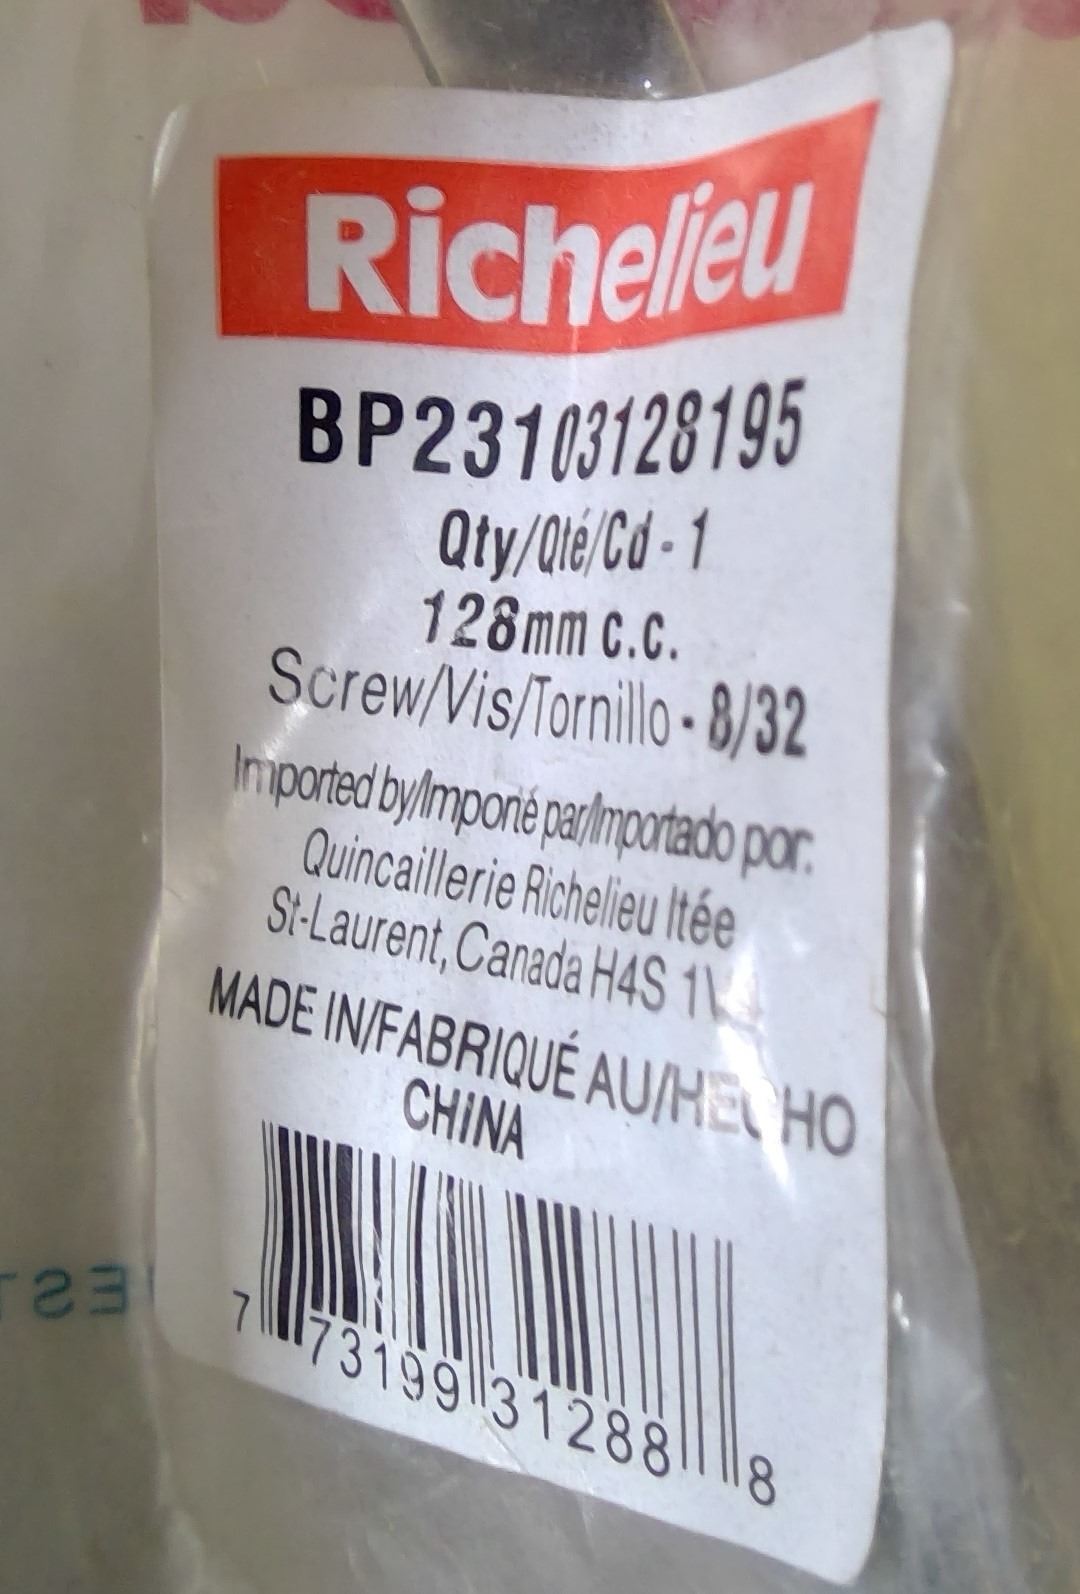 Richelieu
BP23103128195
Qty/Qté/Cd - 1
128mm c.c.
Screw/Vis/Tornillo - 8/32
Imported by/Importé par/Importado por:
Quincaillerie Richelieu ltée
St-Laurent, Canada H4S
MADE IN/FABRIQUÉ AU/HECHO
CHINA
7 73199 31288 8